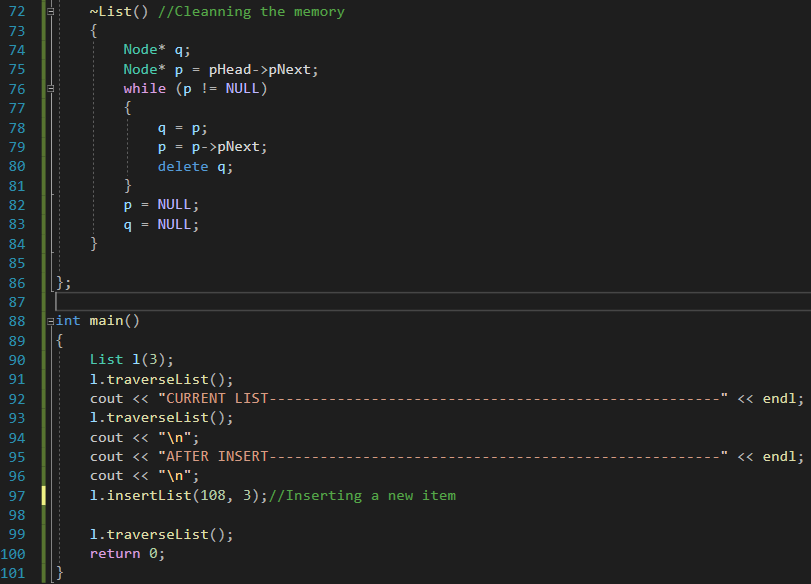 72 ~List() //Cleanning the memory
73 {
74 Node* q;
75 Node* p = pHead->pNext;
76 while (p != NULL)
77 {
78 q = p;
79 p = p->pNext;
80 delete q;
81 }
82 p = NULL;
83 q = NULL;
84 }
85
86 };
87
88 int main()
89 {
90 List l(3);
91 l.traverseList();
92 cout << "CURRENT LIST-----------------------------------------------------" << endl;
93 l.traverseList();
94 cout << "\n";
95 cout << "AFTER INSERT-----------------------------------------------------" << endl;
96 cout << "\n";
97 l.insertList(108, 3);//Inserting a new item
98
99 l.traverseList();
100 return 0;
101 }